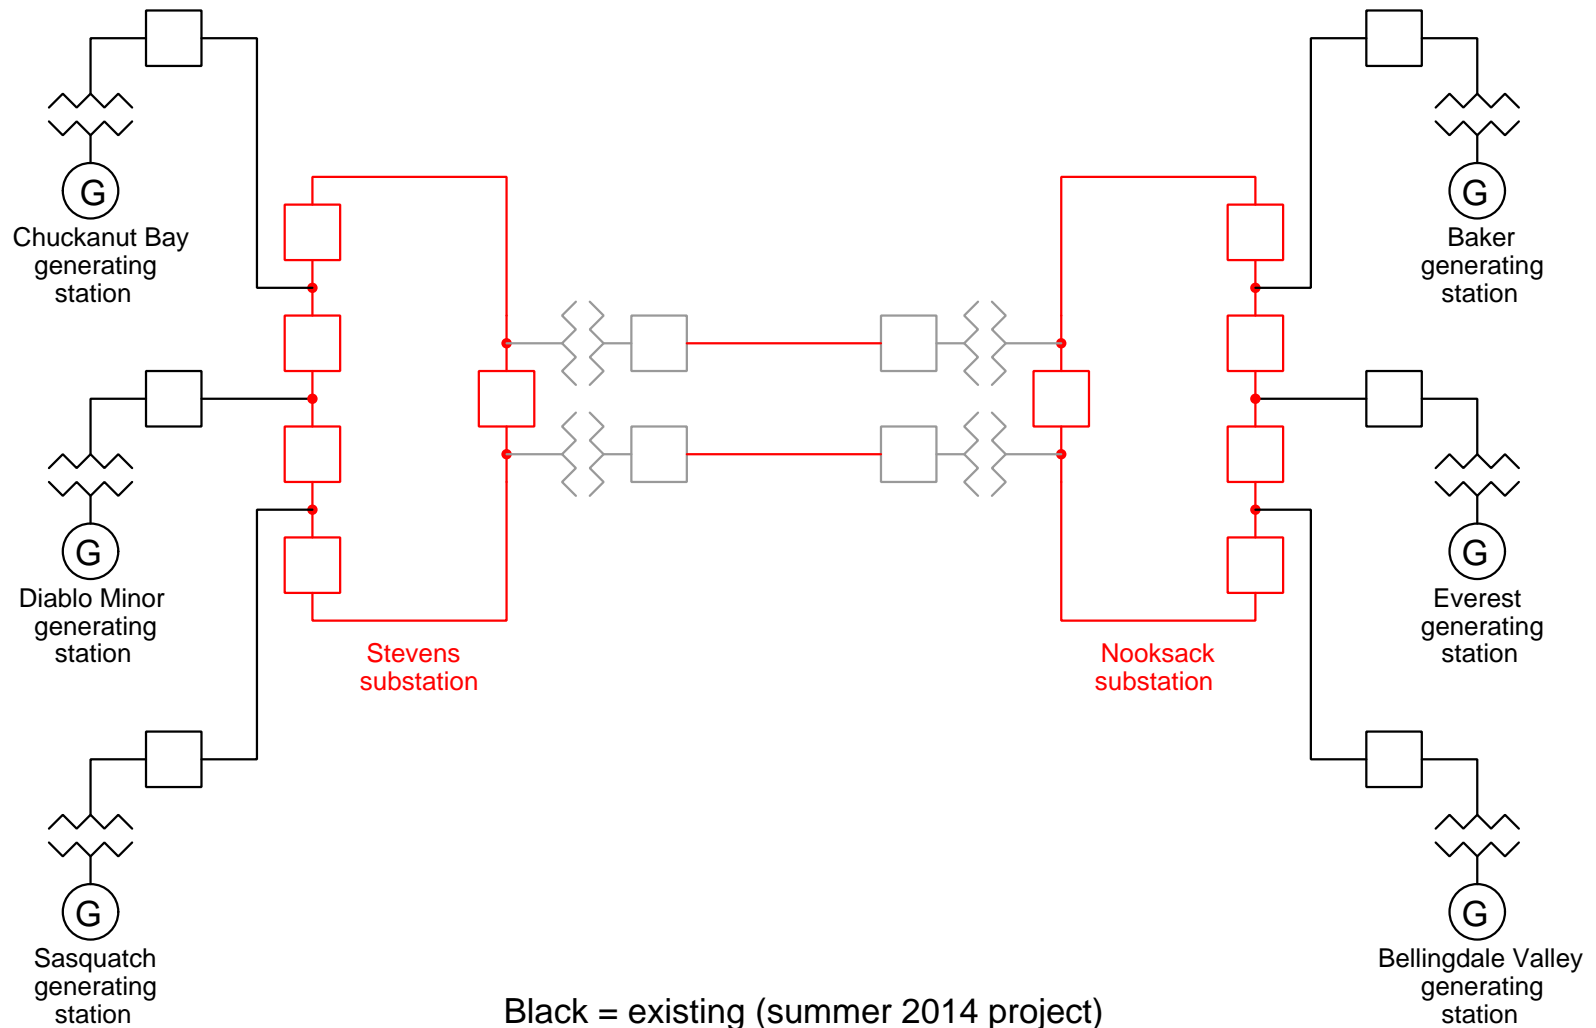 G
Chuckanut Bay
generating
station
G
Baker
generating
station
G
Diablo Minor
generating
station
G
Everest
generating
station
Stevens
substation
Nooksack
substation
G
Sasquatch
generating
station
G
Bellingdale Valley
generating
station
Black = existing (summer 2014 project)